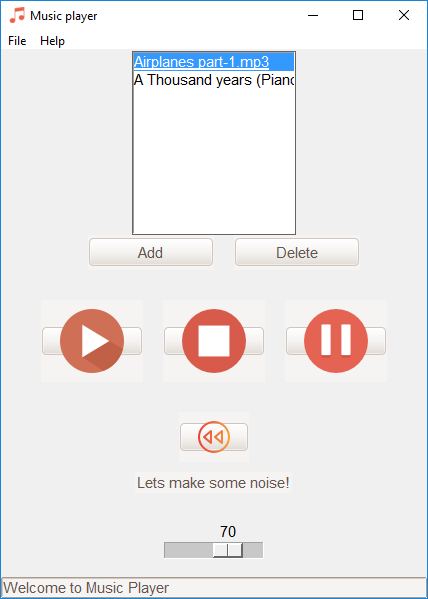 Music player
File Help
Airplanes part-1.mp3
A Thousand years (Piano
Add Delete
Lets make some noise!
70
Welcome to Music Player